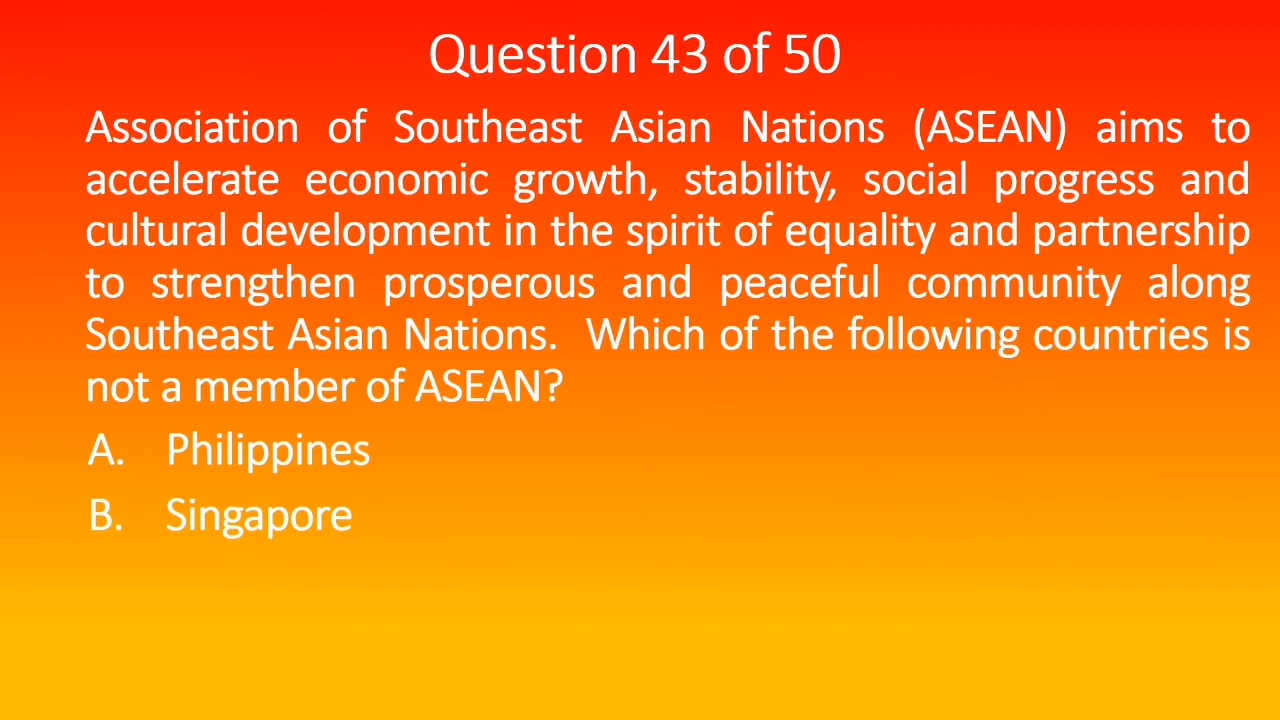 Question 43 of 50
Association of Southeast Asian Nations (ASEAN) aims to
accelerate economic growth, stability, social progress and
cultural development in the spirit of equality and partnership
to strengthen prosperous and peaceful community along
Southeast Asian Nations.  Which of the following countries is
not a member of ASEAN?
A. Philippines
B. Singapore